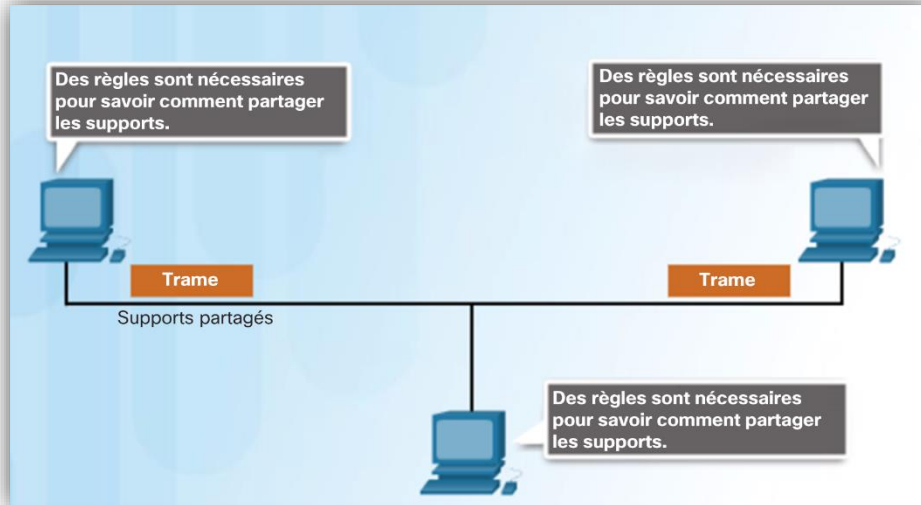 Des règles sont nécessaires
pour savoir comment partager
les supports.
Des règles sont nécessaires
pour savoir comment partager
les supports.
Trame
Trame
Supports partagés
Des règles sont nécessaires
pour savoir comment partager
les supports.